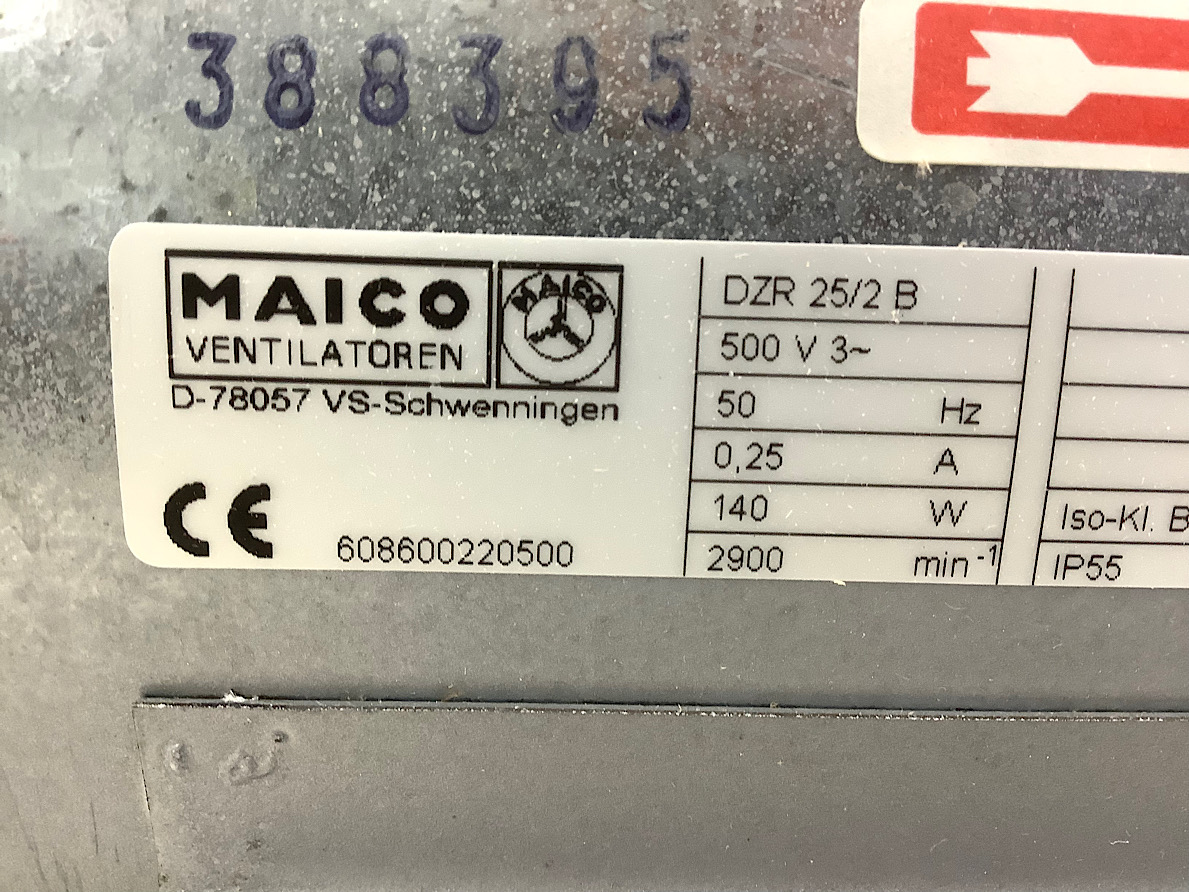 388395
MAICO
VENTILATOREN
MAICO
D-78057 VS-Schwenningen
CE
608600220500
DZR 25/2 B
500 V 3~
50 Hz
0,25 A
140 W
2900 min⁻¹
Iso-Kl. B
IP55